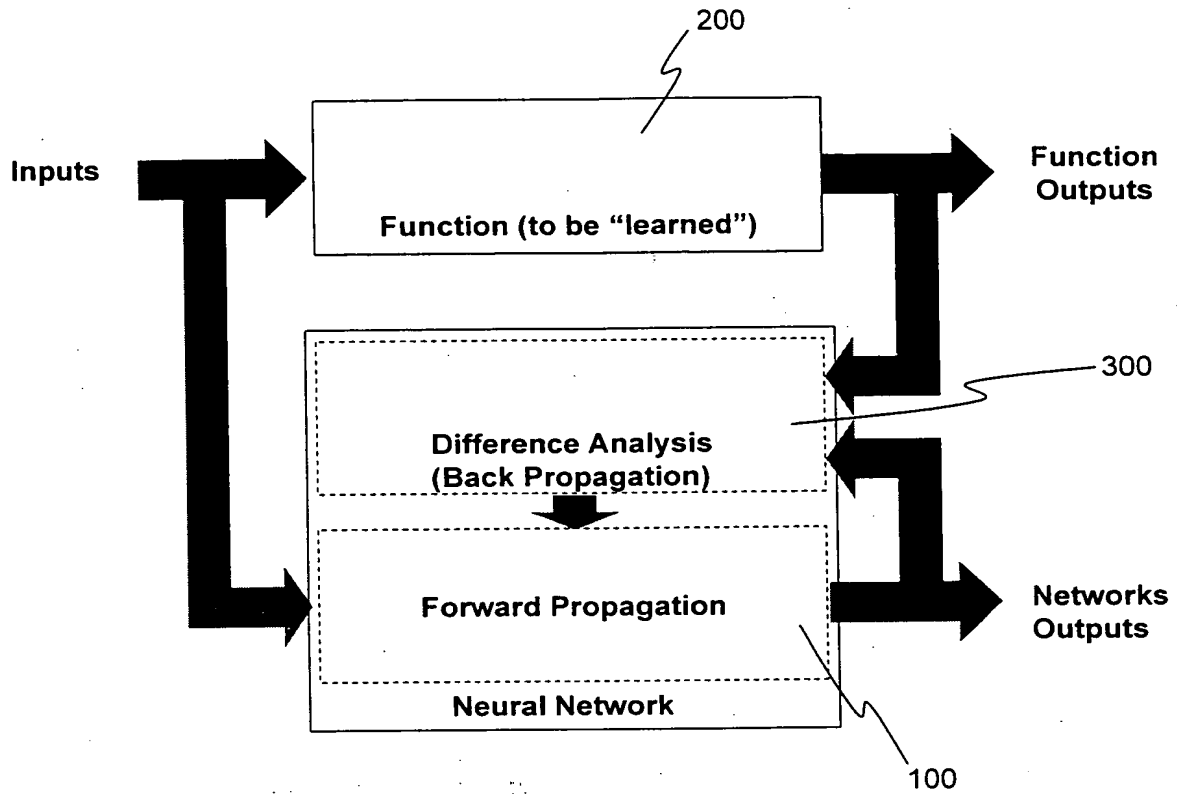 200
Inputs
Function
Outputs
Function (to be “learned”)
300
Difference Analysis
(Back Propagation)
Forward Propagation
Networks
Outputs
Neural Network
100